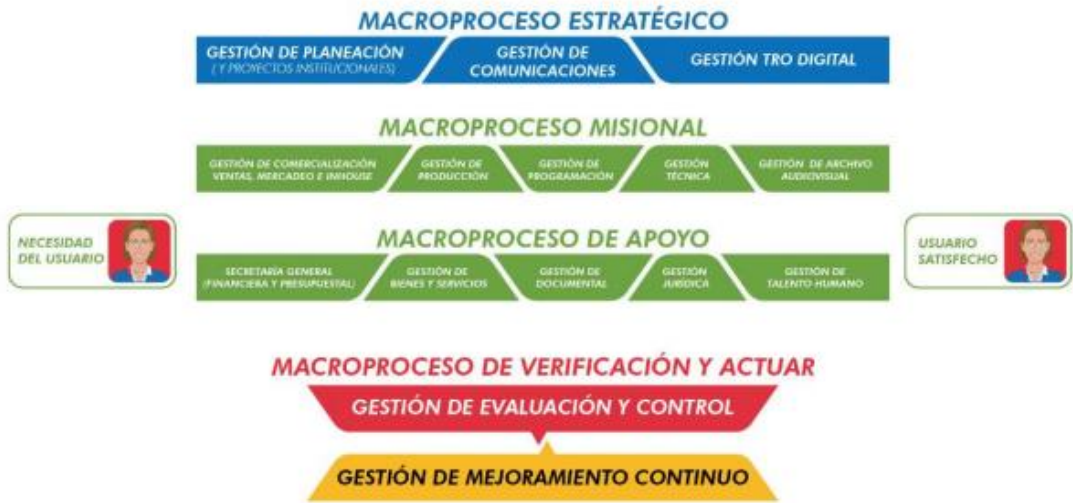 MACROPROCESO ESTRATÉGICO
GESTIÓN DE PLANEACIÓN
( Y PROYECTOS INSTITUCIONALES)
GESTIÓN DE
COMUNICACIONES
GESTIÓN TRO DIGITAL
MACROPROCESO MISIONAL
GESTIÓN DE COMERCIALIZACIÓN
VENTAS, MERCADEO E INHOUSE
GESTIÓN DE
PRODUCCIÓN
GESTIÓN DE
PROGRAMACIÓN
GESTIÓN
TÉCNICA
GESTIÓN DE ARCHIVO
AUDIOVISUAL
NECESIDAD
DEL USUARIO
MACROPROCESO DE APOYO
SECRETARÍA GENERAL
(FINANCIERA Y PRESUPUESTAL)
GESTIÓN DE
BIENES Y SERVICIOS
GESTIÓN DE
DOCUMENTAL
GESTIÓN
JURÍDICA
GESTIÓN DE
TALENTO HUMANO
USUARIO
SATISFECHO
MACROPROCESO DE VERIFICACIÓN Y ACTUAR
GESTIÓN DE EVALUACIÓN Y CONTROL
GESTIÓN DE MEJORAMIENTO CONTINUO